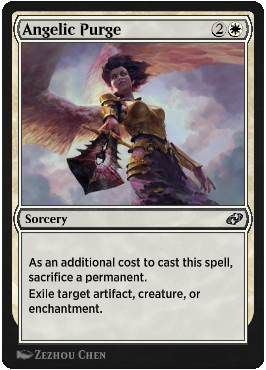 Angelic Purge 2
Sorcery
As an additional cost to cast this spell,
sacrifice a permanent.
Exile target artifact, creature, or
enchantment.
Zezhou Chen